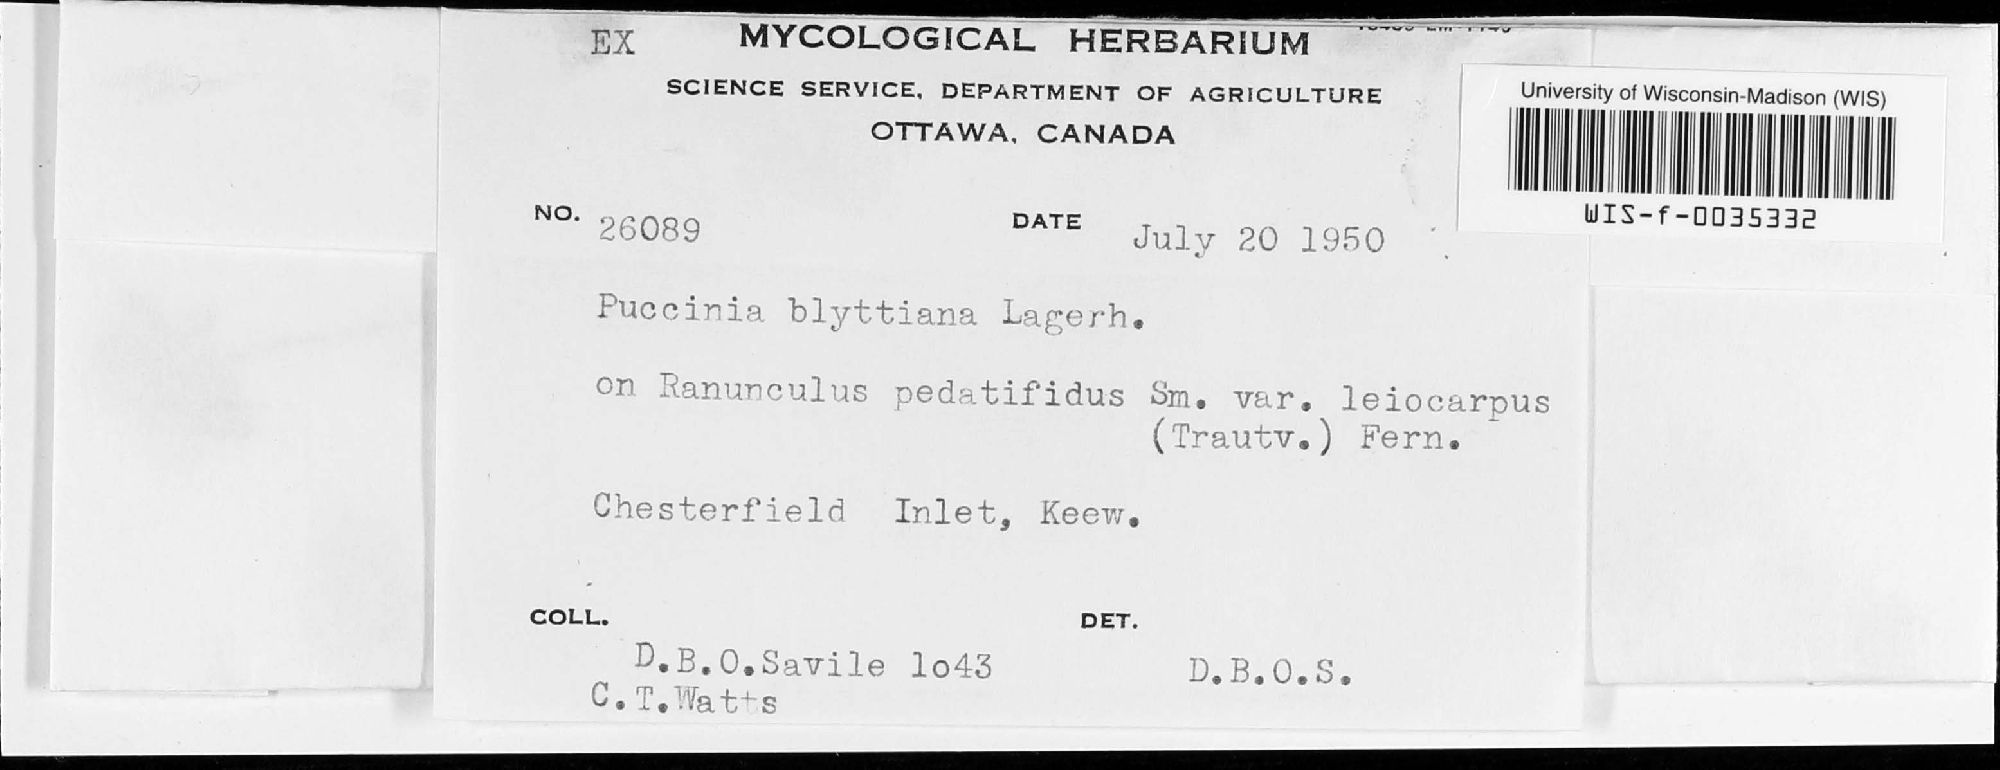 EX MYCOLOGICAL HERBARIUM
SCIENCE SERVICE, DEPARTMENT OF AGRICULTURE
OTTAWA, CANADA
University of Wisconsin-Madison (WIS)
WIS-f-0035332
NO. 26089 DATE July 20 1950
Puccinia blyttiana Lagerh.
on Ranunculus pedatifidus Sm. var. leiocarpus
(Trautv.) Fern.
Chesterfield Inlet, Keew.
COLL. DET.
D.B.O.Savile lo43 D.B.O.S.
C.T.Watts